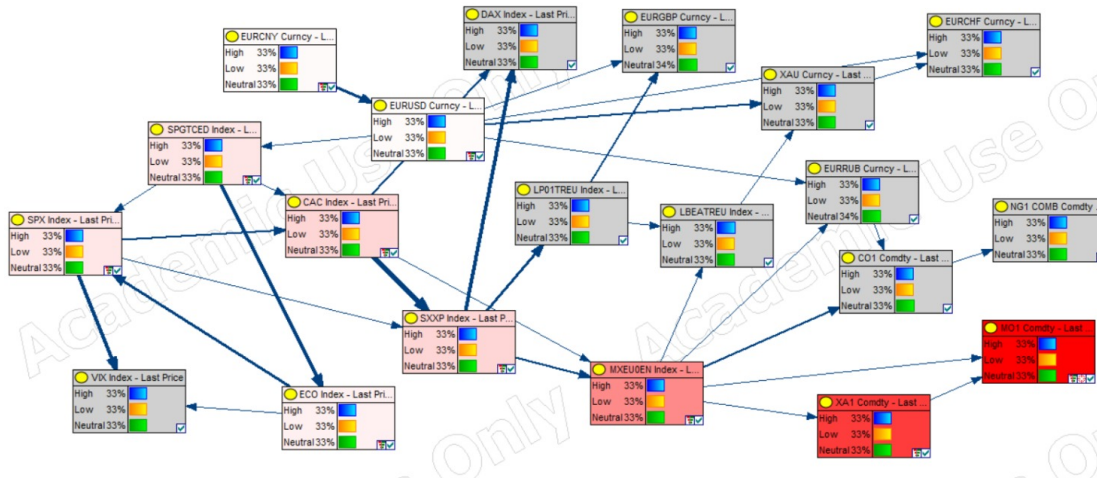 DAX Index - Last Pri...
High 33%
Low 33%
Neutral 33%
EURGBP Curncy - L...
High 33%
Low 33%
Neutral 34%
EURCHF Curncy - L...
High 33%
Low 33%
Neutral 33%
EURCNY Curncy - L...
High 33%
Low 33%
Neutral 33%
XAU Curncy - Last ...
High 33%
Low 33%
Neutral 33%
EURUSD Curncy - L...
High 33%
Low 33%
Neutral 33%
SPGTCED Index - L...
High 33%
Low 33%
Neutral 33%
EURRUB Curncy - L...
High 33%
Low 33%
Neutral 34%
LP01TREU Index - L...
High 33%
Low 33%
Neutral 33%
CAC Index - Last Pri...
High 33%
Low 33%
Neutral 33%
NG1 COMB Comdty ...
High 33%
Low 33%
Neutral 33%
LBEATREU Index - ...
High 33%
Low 33%
Neutral 33%
SPX Index - Last Pri...
High 33%
Low 33%
Neutral 33%
CO1 Comdty - Last ...
High 33%
Low 33%
Neutral 33%
SXXP Index - Last P...
High 33%
Low 33%
Neutral 33%
MO1 Comdty - Last ...
High 33%
Low 33%
Neutral 33%
MXEU0EN Index - L...
High 33%
Low 33%
Neutral 33%
VIX Index - Last Price
High 33%
Low 33%
Neutral 33%
ECO Index - Last Pri...
High 33%
Low 33%
Neutral 33%
XA1 Comdty - Last ...
High 33%
Low 33%
Neutral 33%
Academic Use Only
Academic Use O
Only
Only